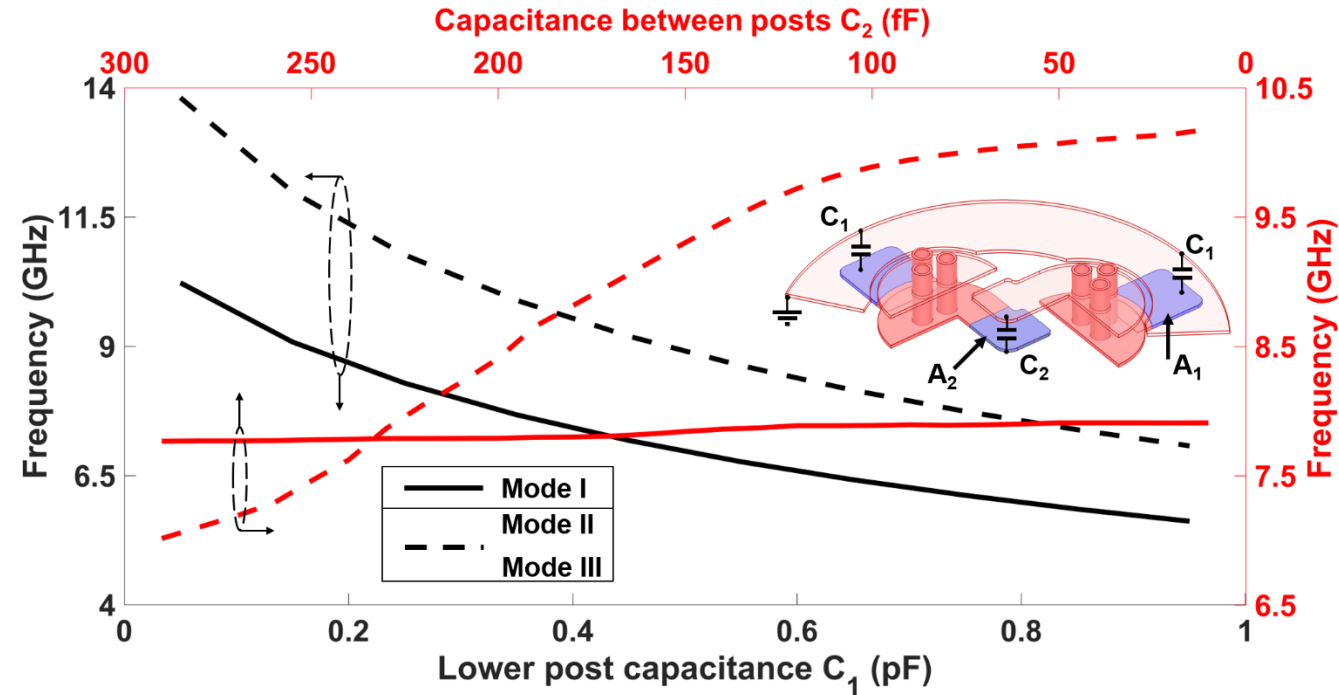 Capacitance between posts C₂ (fF)
300 250 200 150 100 50 0
14 10.5
11.5 9.5
9 8.5
6.5 7.5
4 6.5
Frequency (GHz)
Frequency (GHz)
C₁
C₁
C₂
A₂
A₁
Mode I
Mode II
Mode III
0 0.2 0.4 0.6 0.8 1
Lower post capacitance C₁ (pF)